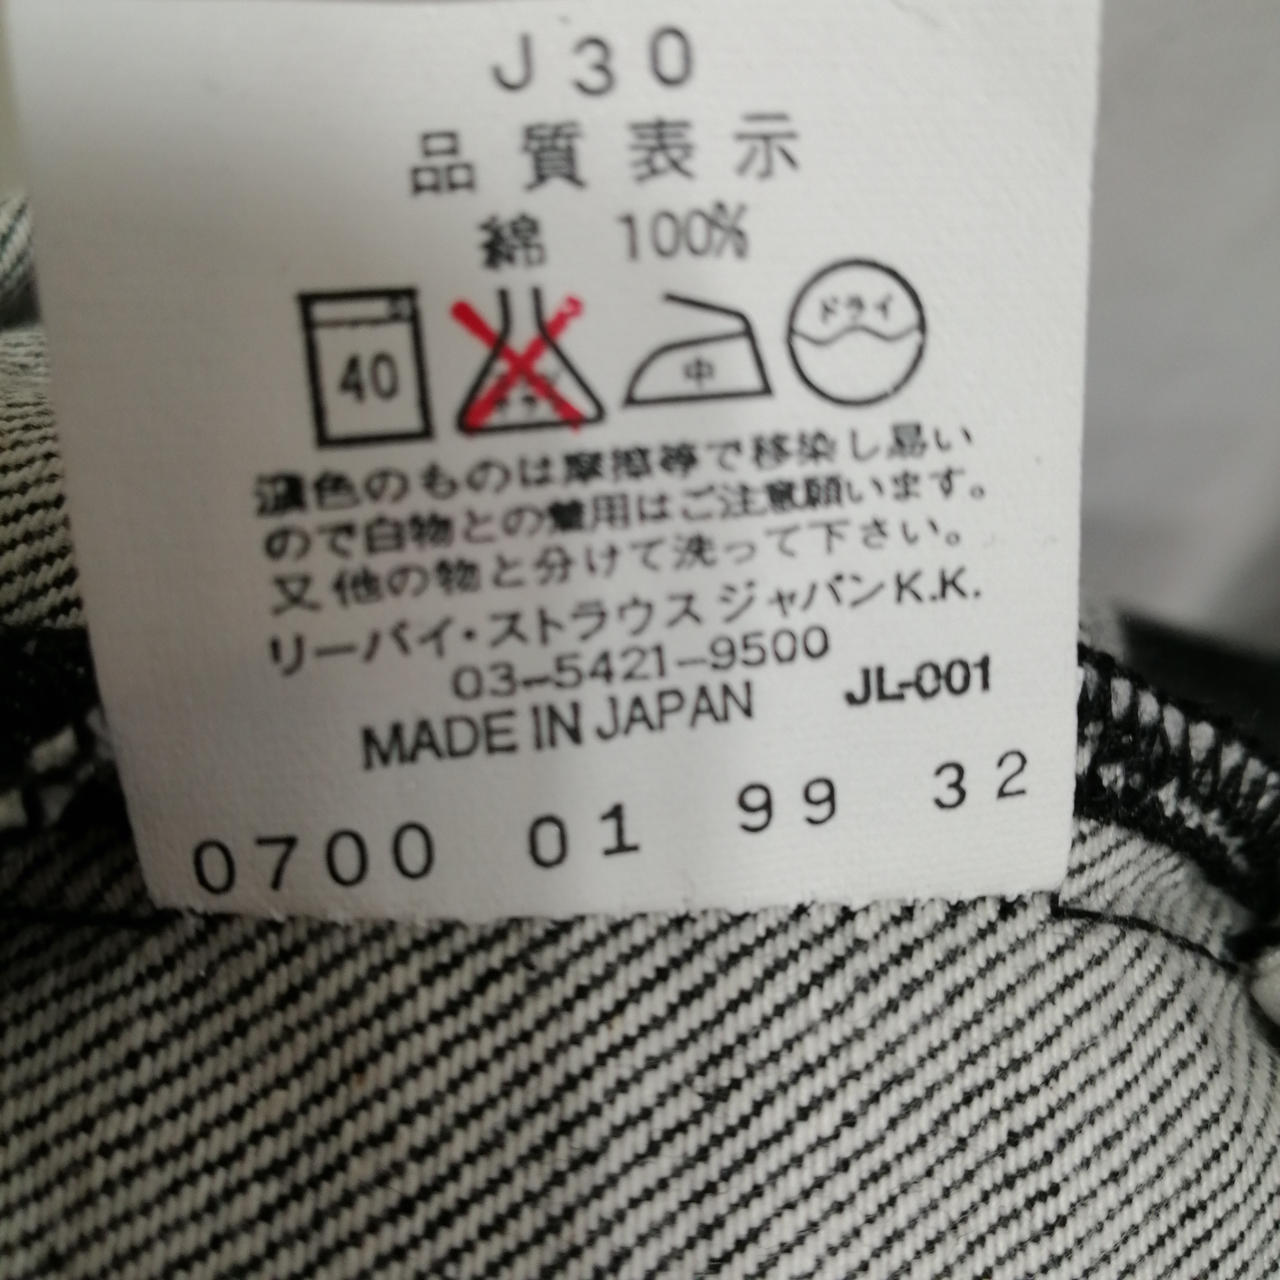 J30
品質表示
綿 100%
40 中 ドライ
濃色のものは摩擦等で移染し易い
ので白物との着用はご注意願います。
又他の物と分けて洗って下さい。
リーバイ・ストラウスジャパンK.K.
03-5421-9500
MADE IN JAPAN JL-001
0700 01 99 32